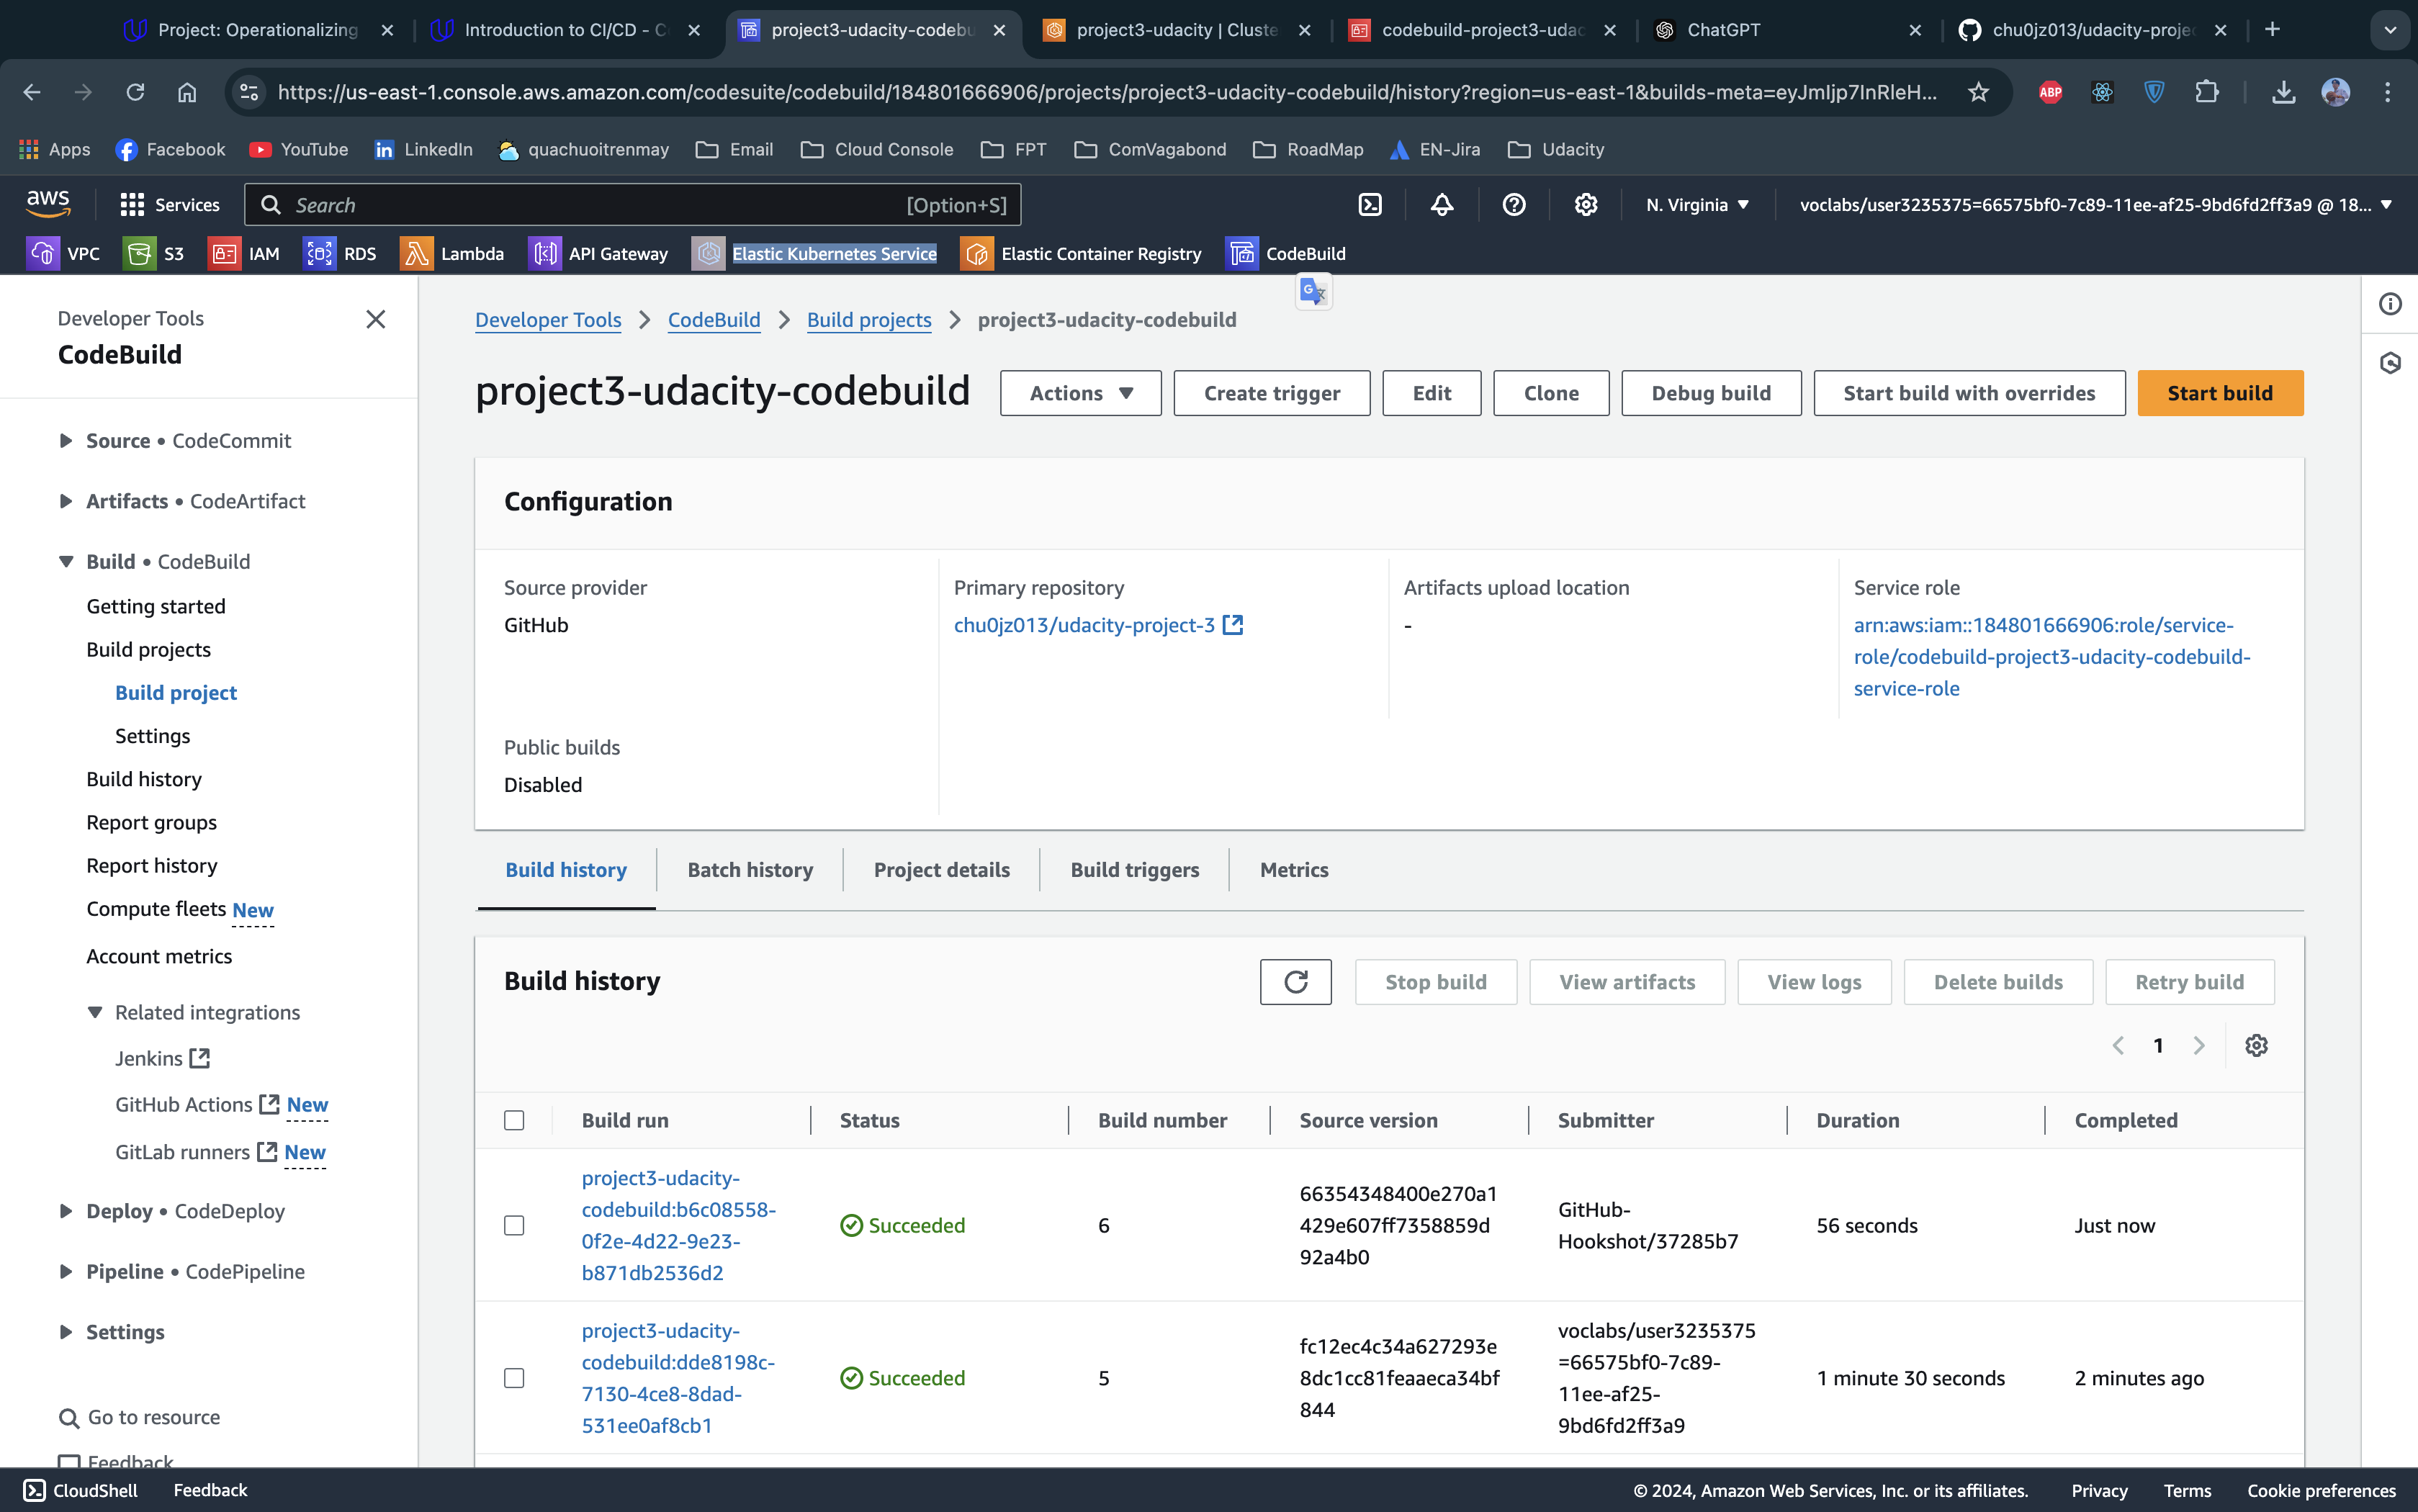 Project: Operationalizing
Introduction to CI/CD - Co
project3-udacity-codebu
project3-udacity | Cluste
codebuild-project3-udac
ChatGPT
chu0jz013/udacity-projec
https://us-east-1.console.aws.amazon.com/codesuite/codebuild/184801666906/projects/project3-udacity-codebuild/history?region=us-east-1&builds-meta=eyJmIjp7InRleH...
ABP
Apps
Facebook
YouTube
LinkedIn
quachuoitrenmay
Email
Cloud Console
FPT
ComVagabond
RoadMap
EN-Jira
Udacity
aws
Services
Search
[Option+S]
N. Virginia
voclabs/user3235375=66575bf0-7c89-11ee-af25-9bd6fd2ff3a9 @ 18...
VPC
S3
IAM
RDS
Lambda
API Gateway
Elastic Kubernetes Service
Elastic Container Registry
CodeBuild
Developer Tools
CodeBuild
Source • CodeCommit
Artifacts • CodeArtifact
Build • CodeBuild
Getting started
Build projects
Build project
Settings
Build history
Report groups
Report history
Compute fleets New
Account metrics
Related integrations
Jenkins
GitHub Actions New
GitLab runners New
Deploy • CodeDeploy
Pipeline • CodePipeline
Settings
Go to resource
Feedback
Developer Tools
CodeBuild
Build projects
project3-udacity-codebuild
project3-udacity-codebuild
Actions
Create trigger
Edit
Clone
Debug build
Start build with overrides
Start build
Configuration
Source provider
GitHub
Primary repository
chu0jz013/udacity-project-3
Artifacts upload location
-
Service role
arn:aws:iam::184801666906:role/service-
role/codebuild-project3-udacity-codebuild-
service-role
Public builds
Disabled
Build history
Batch history
Project details
Build triggers
Metrics
Build history
Stop build
View artifacts
View logs
Delete builds
Retry build
1
Build run
Status
Build number
Source version
Submitter
Duration
Completed
project3-udacity-
codebuild:b6c08558-
0f2e-4d22-9e23-
b871db2536d2
Succeeded
6
66354348400e270a1
429e607ff7358859d
92a4b0
GitHub-
Hookshot/37285b7
56 seconds
Just now
project3-udacity-
codebuild:dde8198c-
7130-4ce8-8dad-
531ee0af8cb1
Succeeded
5
fc12ec4c34a627293e
8dc1cc81feaaeca34bf
844
voclabs/user3235375
=66575bf0-7c89-
11ee-af25-
9bd6fd2ff3a9
1 minute 30 seconds
2 minutes ago
CloudShell
Feedback
© 2024, Amazon Web Services, Inc. or its affiliates.
Privacy
Terms
Cookie preferences